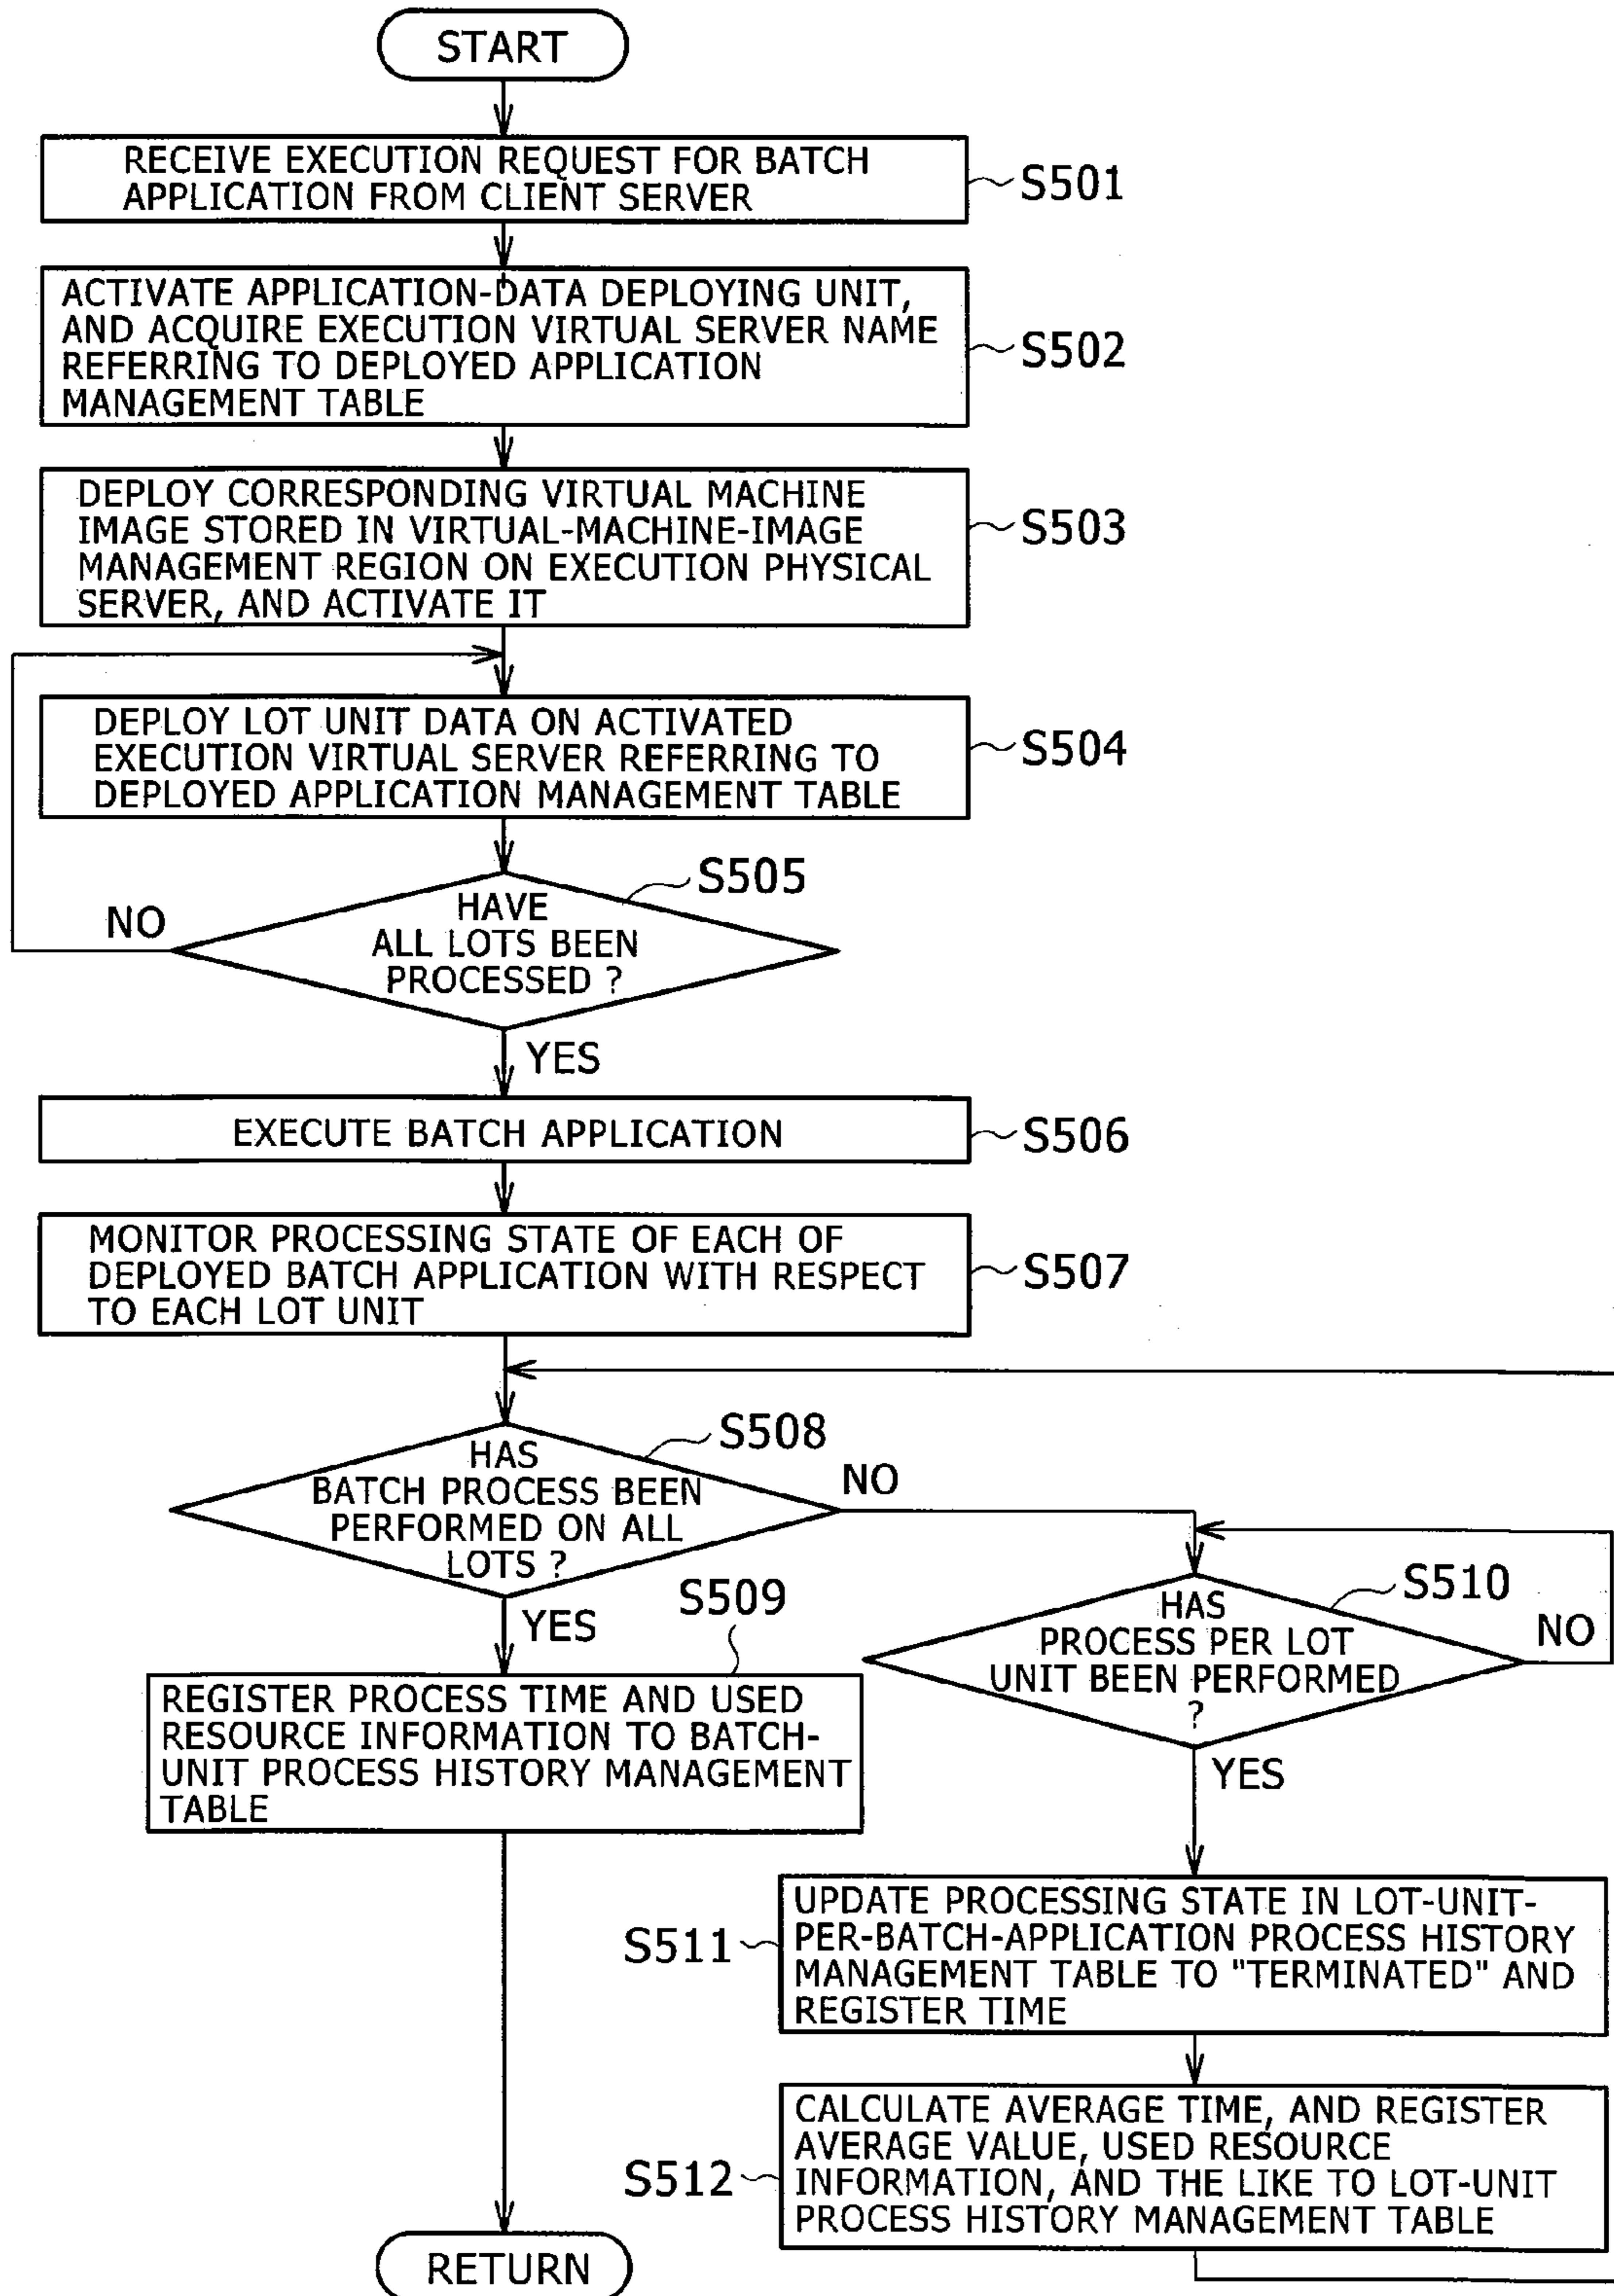 START
RECEIVE EXECUTION REQUEST FOR BATCH
APPLICATION FROM CLIENT SERVER
S501
ACTIVATE APPLICATION-DATA DEPLOYING UNIT,
AND ACQUIRE EXECUTION VIRTUAL SERVER NAME
REFERRING TO DEPLOYED APPLICATION
MANAGEMENT TABLE
S502
DEPLOY CORRESPONDING VIRTUAL MACHINE
IMAGE STORED IN VIRTUAL-MACHINE-IMAGE
MANAGEMENT REGION ON EXECUTION PHYSICAL
SERVER, AND ACTIVATE IT
S503
DEPLOY LOT UNIT DATA ON ACTIVATED
EXECUTION VIRTUAL SERVER REFERRING TO
DEPLOYED APPLICATION MANAGEMENT TABLE
S504
S505
HAVE
ALL LOTS BEEN
PROCESSED ?
NO
YES
EXECUTE BATCH APPLICATION
S506
MONITOR PROCESSING STATE OF EACH OF
DEPLOYED BATCH APPLICATION WITH RESPECT
TO EACH LOT UNIT
S507
S508
HAS
BATCH PROCESS BEEN
PERFORMED ON ALL
LOTS ?
NO
YES
S509
REGISTER PROCESS TIME AND USED
RESOURCE INFORMATION TO BATCH-
UNIT PROCESS HISTORY MANAGEMENT
TABLE
S510
HAS
PROCESS PER LOT
UNIT BEEN PERFORMED
?
NO
YES
UPDATE PROCESSING STATE IN LOT-UNIT-
PER-BATCH-APPLICATION PROCESS HISTORY
MANAGEMENT TABLE TO "TERMINATED" AND
REGISTER TIME
S511
CALCULATE AVERAGE TIME, AND REGISTER
AVERAGE VALUE, USED RESOURCE
INFORMATION, AND THE LIKE TO LOT-UNIT
PROCESS HISTORY MANAGEMENT TABLE
S512
RETURN